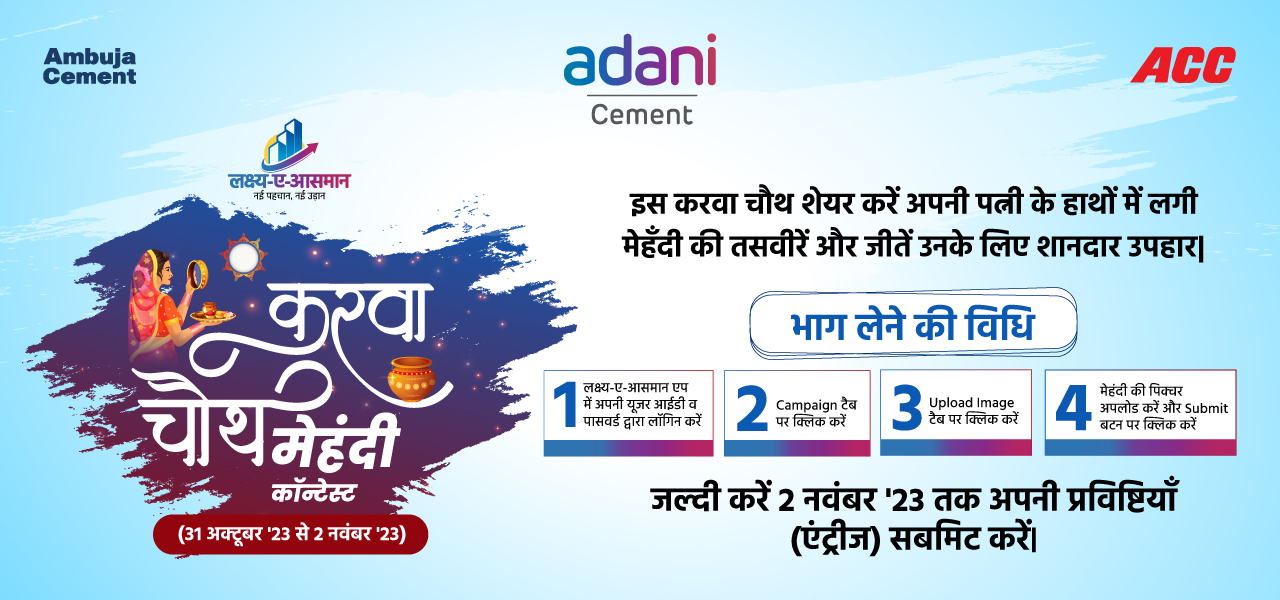 Ambuja
Cement
adani
Cement
ACC
लक्ष्य-ए-आसमान
नई पहचान, नई उड़ान
करवा
चौथ मेहंदी
कॉन्टेस्ट
(31 अक्टूबर '23 से 2 नवंबर '23)
इस करवा चौथ शेयर करें अपनी पत्नी के हाथों में लगी
मेहँदी की तसवीरें और जीतें उनके लिए शानदार उपहार|
भाग लेने की विधि
1
लक्ष्य-ए-आसमान एप
में अपनी यूजर आईडी व
पासवर्ड द्वारा लॉगिन करें
2
Campaign टैब
पर क्लिक करें
3
Upload Image
टैब पर क्लिक करें
4
मेहंदी की पिक्चर
अपलोड करें और Submit
बटन पर क्लिक करें
जल्दी करें 2 नवंबर '23 तक अपनी प्रविष्टियाँ
(एंट्रीज) सबमिट करें|